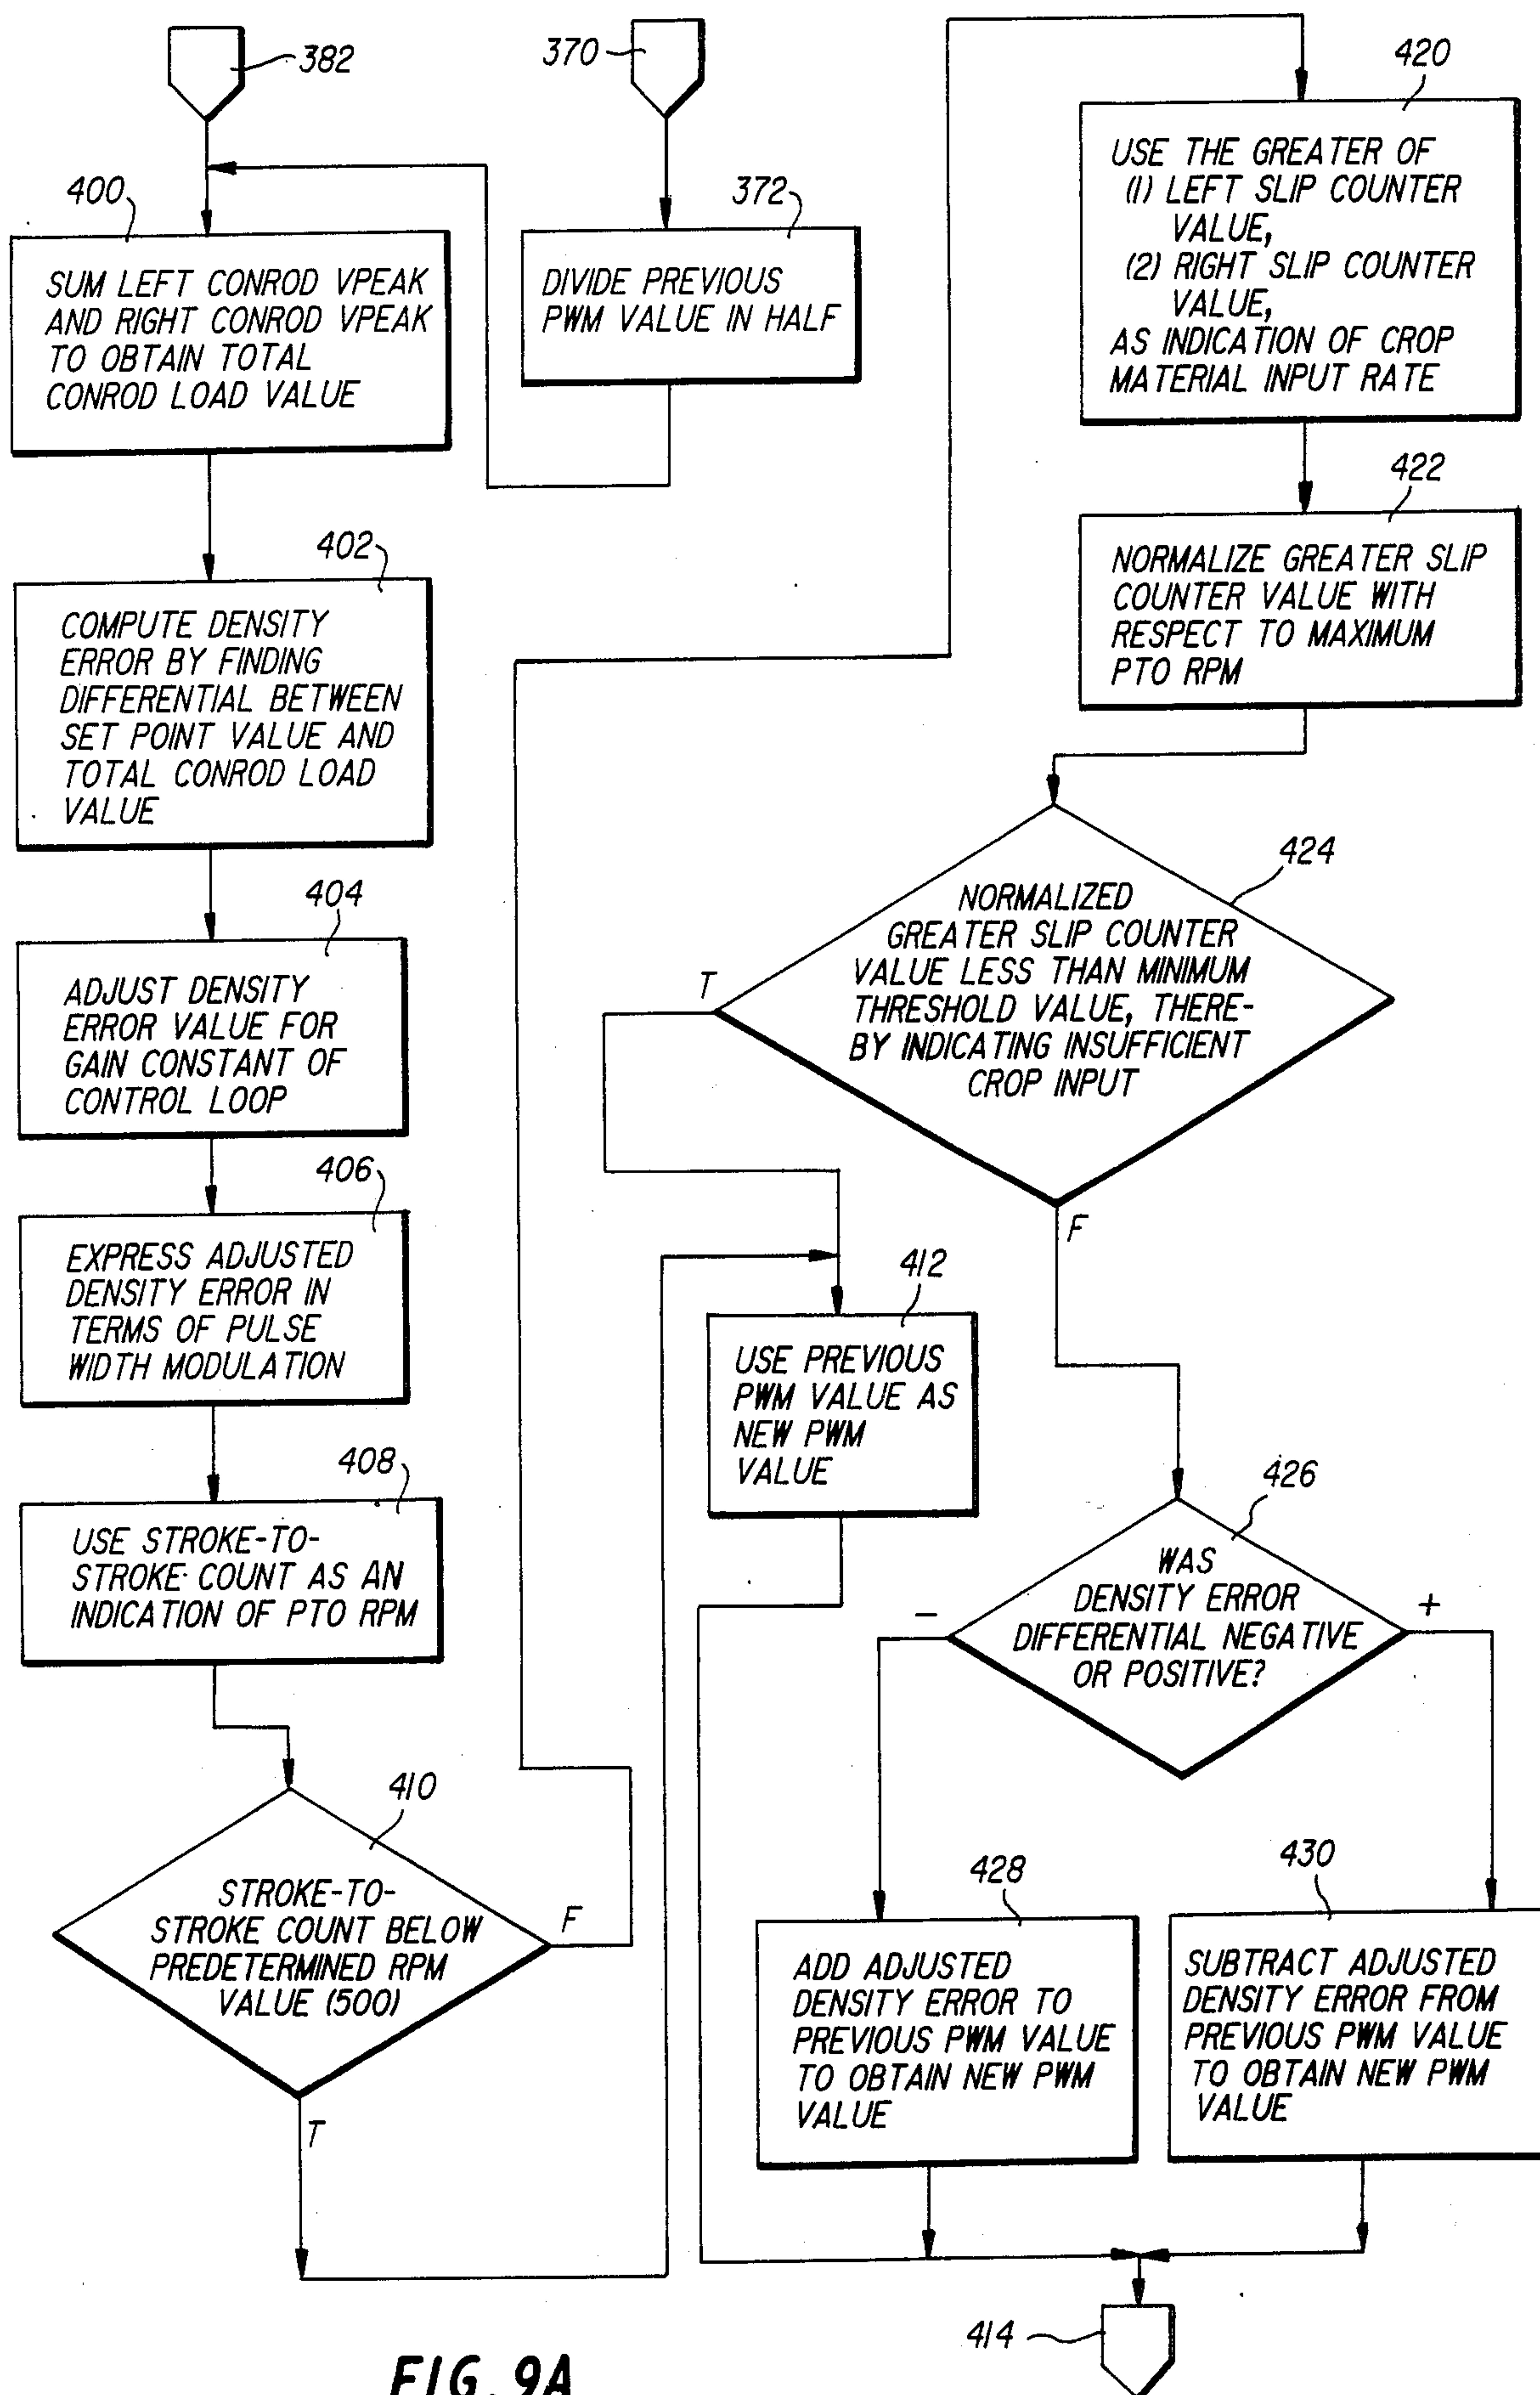 382
370
400
SUM LEFT CONROD VPEAK
AND RIGHT CONROD VPEAK
TO OBTAIN TOTAL
CONROD LOAD VALUE
372
DIVIDE PREVIOUS
PWM VALUE IN HALF
402
COMPUTE DENSITY
ERROR BY FINDING
DIFFERENTIAL BETWEEN
SET POINT VALUE AND
TOTAL CONROD LOAD
VALUE
404
ADJUST DENSITY
ERROR VALUE FOR
GAIN CONSTANT OF
CONTROL LOOP
406
EXPRESS ADJUSTED
DENSITY ERROR IN
TERMS OF PULSE
WIDTH MODULATION
408
USE STROKE-TO-
STROKE COUNT AS AN
INDICATION OF PTO RPM
410
STROKE-TO-
STROKE COUNT BELOW
PREDETERMINED RPM
VALUE (500)
F
T
420
USE THE GREATER OF
(1) LEFT SLIP COUNTER
VALUE,
(2) RIGHT SLIP COUNTER
VALUE,
AS INDICATION OF CROP
MATERIAL INPUT RATE
422
NORMALIZE GREATER SLIP
COUNTER VALUE WITH
RESPECT TO MAXIMUM
PTO RPM
424
NORMALIZED
GREATER SLIP COUNTER
VALUE LESS THAN MINIMUM
THRESHOLD VALUE, THERE-
BY INDICATING INSUFFICIENT
CROP INPUT
T
F
412
USE PREVIOUS
PWM VALUE AS
NEW PWM
VALUE
426
WAS
DENSITY ERROR
DIFFERENTIAL NEGATIVE
OR POSITIVE?
−
+
428
ADD ADJUSTED
DENSITY ERROR TO
PREVIOUS PWM VALUE
TO OBTAIN NEW PWM
VALUE
430
SUBTRACT ADJUSTED
DENSITY ERROR FROM
PREVIOUS PWM VALUE
TO OBTAIN NEW PWM
VALUE
414
FIG. 9A